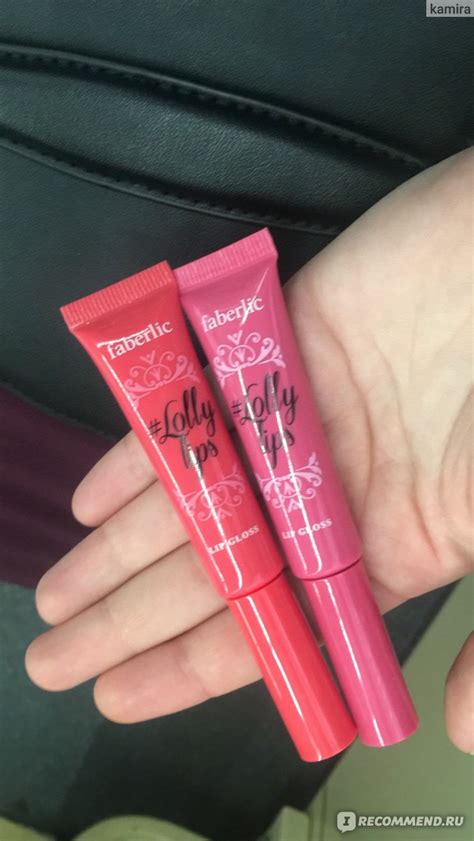 kamira
faberlic
#Lolly
lips
LIP GLOSS
faberlic
#Lolly
lips
LIP GLOSS
I RECOMMEND.RU